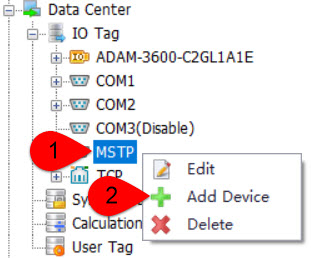 Data Center
IO Tag
ADAM-3600-C2GL1A1E
COM1
COM2
COM3(Disable)
1
MSTP
Edit
TCP
2
Add Device
Sy
Calculation
Delete
User Tag